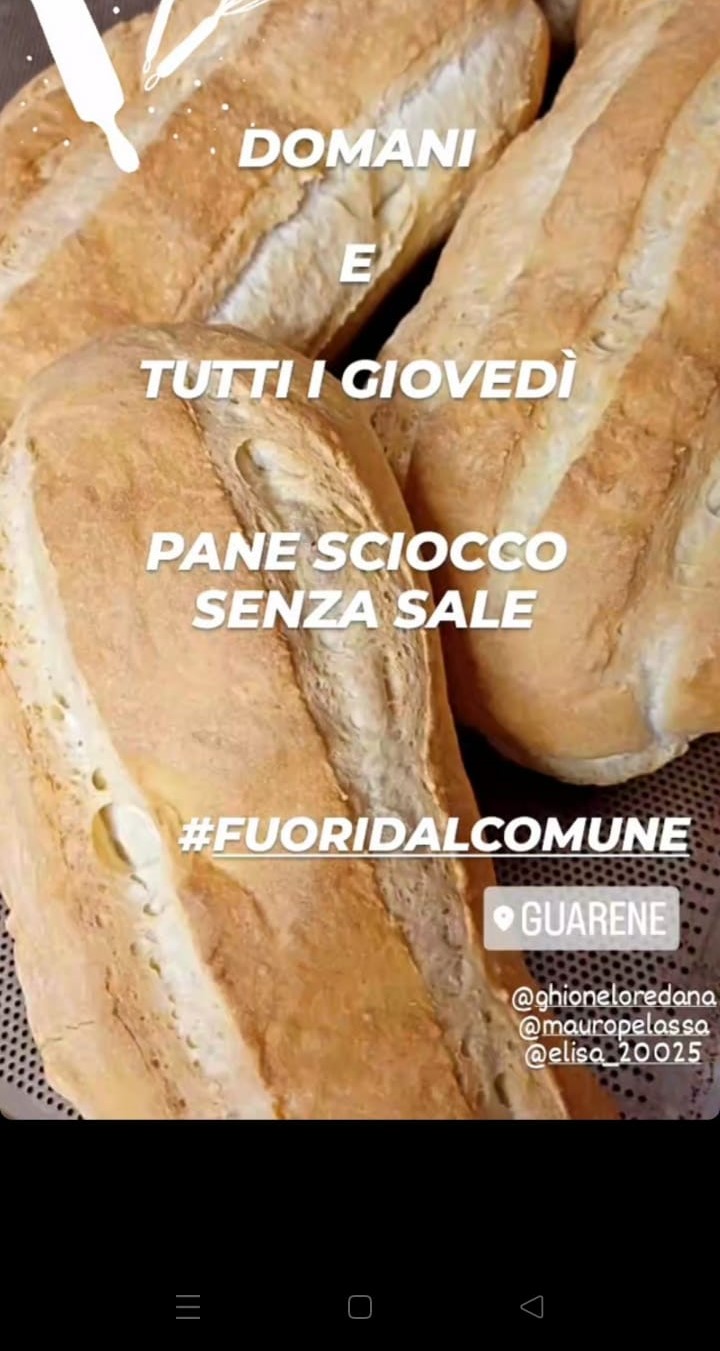 DOMANI
E
TUTTI I GIOVEDÌ
PANE SCIOCCO
SENZA SALE
#FUORIDALCOMUNE
GUARENE
@ghioneloredana
@mauropelassa
@elisa_20025